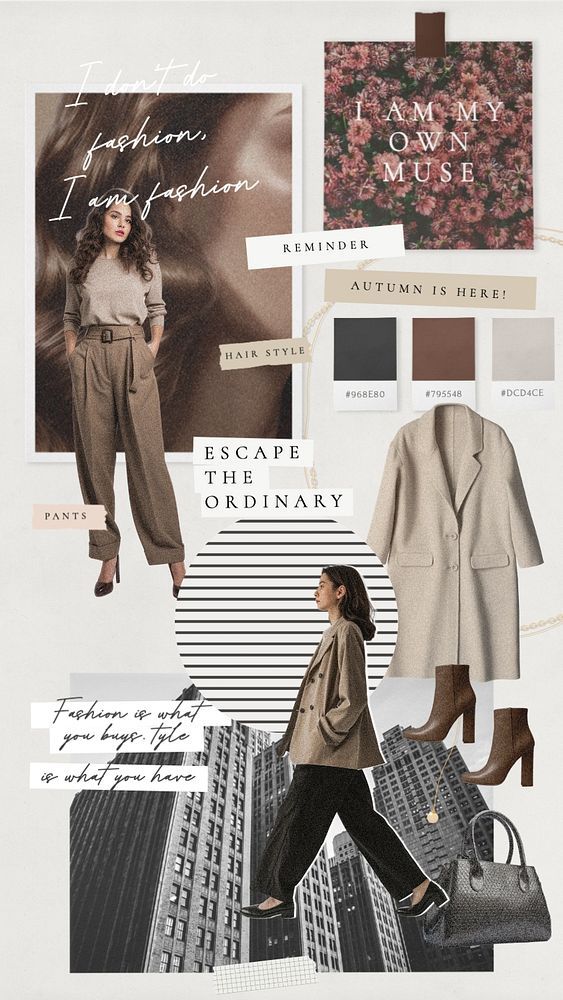 I don't do
fashion,
I am fashion
I AM MY
OWN
MUSE
REMINDER
AUTUMN IS HERE!
HAIR STYLE
#968E80
#795548
#DCD4CE
ESCAPE
THE
ORDINARY
PANTS
Fashion is what
you buys. tyle
is what you have